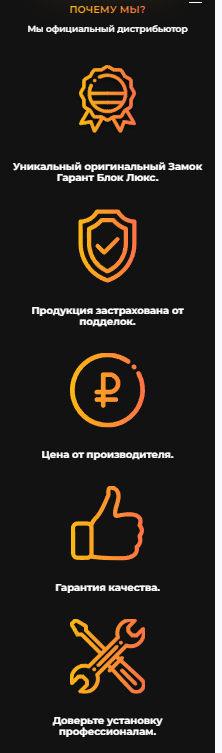 ПОЧЕМУ МЫ?
Мы официальный дистрибьютор
Уникальный оригинальный Замок
Гарант Блок Люкс.
Продукция застрахована от
подделок.
Цена от производителя.
Гарантия качества.
Доверьте установку
профессионалам.